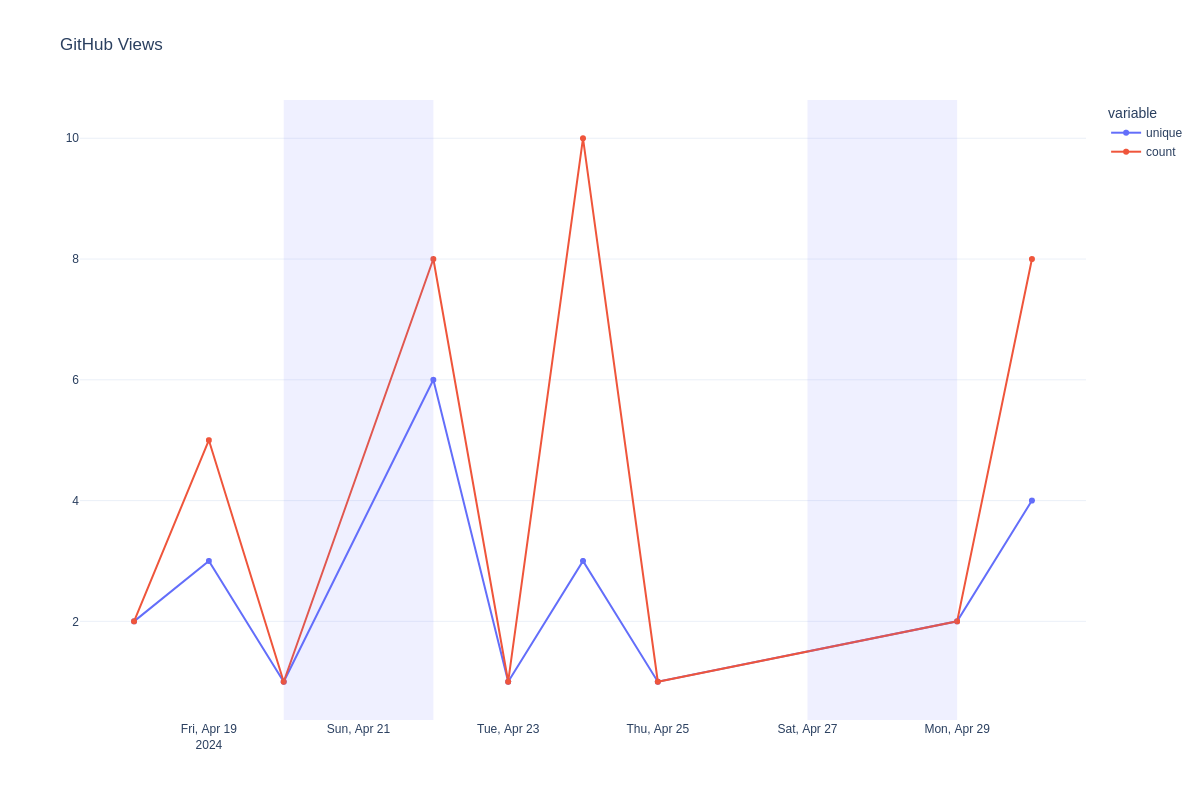 GitHub Views
variable
unique
count
10
8
6
4
2
Fri, Apr 19
2024
Sun, Apr 21
Tue, Apr 23
Thu, Apr 25
Sat, Apr 27
Mon, Apr 29